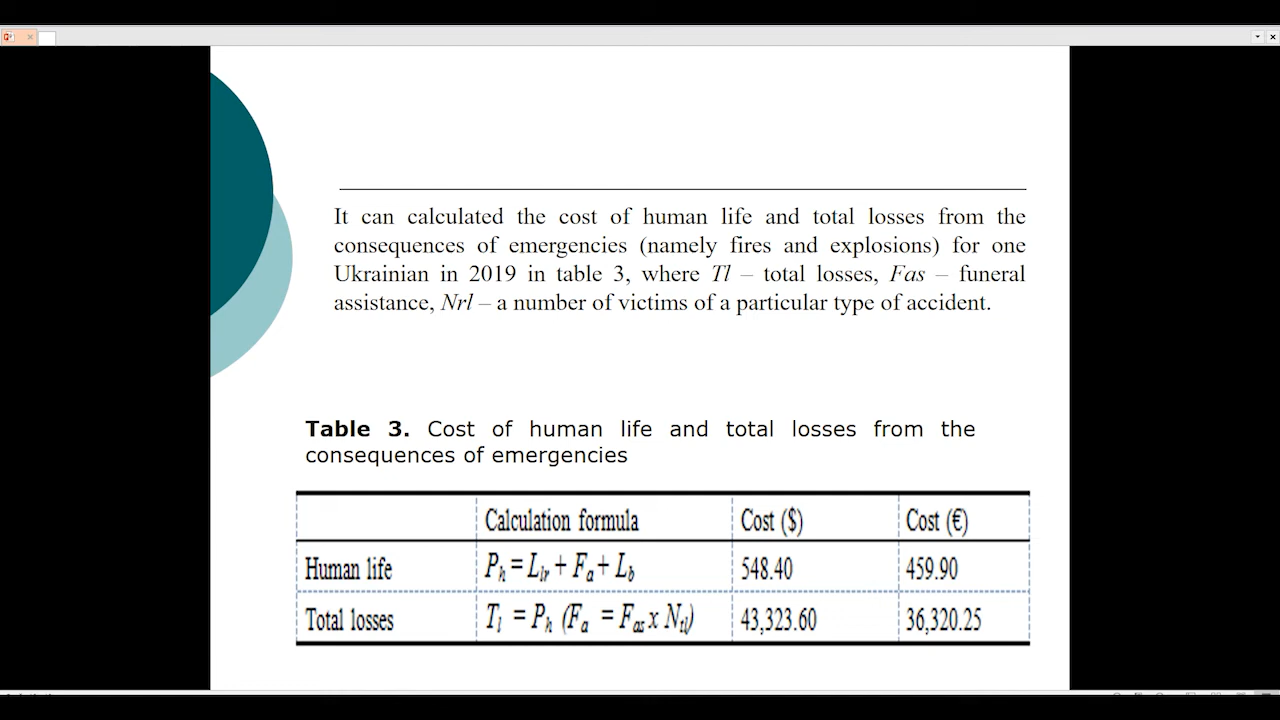 It can calculated the cost of human life and total losses from the
consequences of emergencies (namely fires and explosions) for one
Ukrainian in 2019 in table 3, where Tl – total losses, Fas – funeral
assistance, Nrl – a number of victims of a particular type of accident.
Table 3. Cost of human life and total losses from the
consequences of emergencies
Calculation formula Cost ($) Cost (€)
Human life Ph = Llr + Fa + Lb 548.40 459.90
Total losses Tl = Ph (Fa = Fas x Ntl) 43,323.60 36,320.25